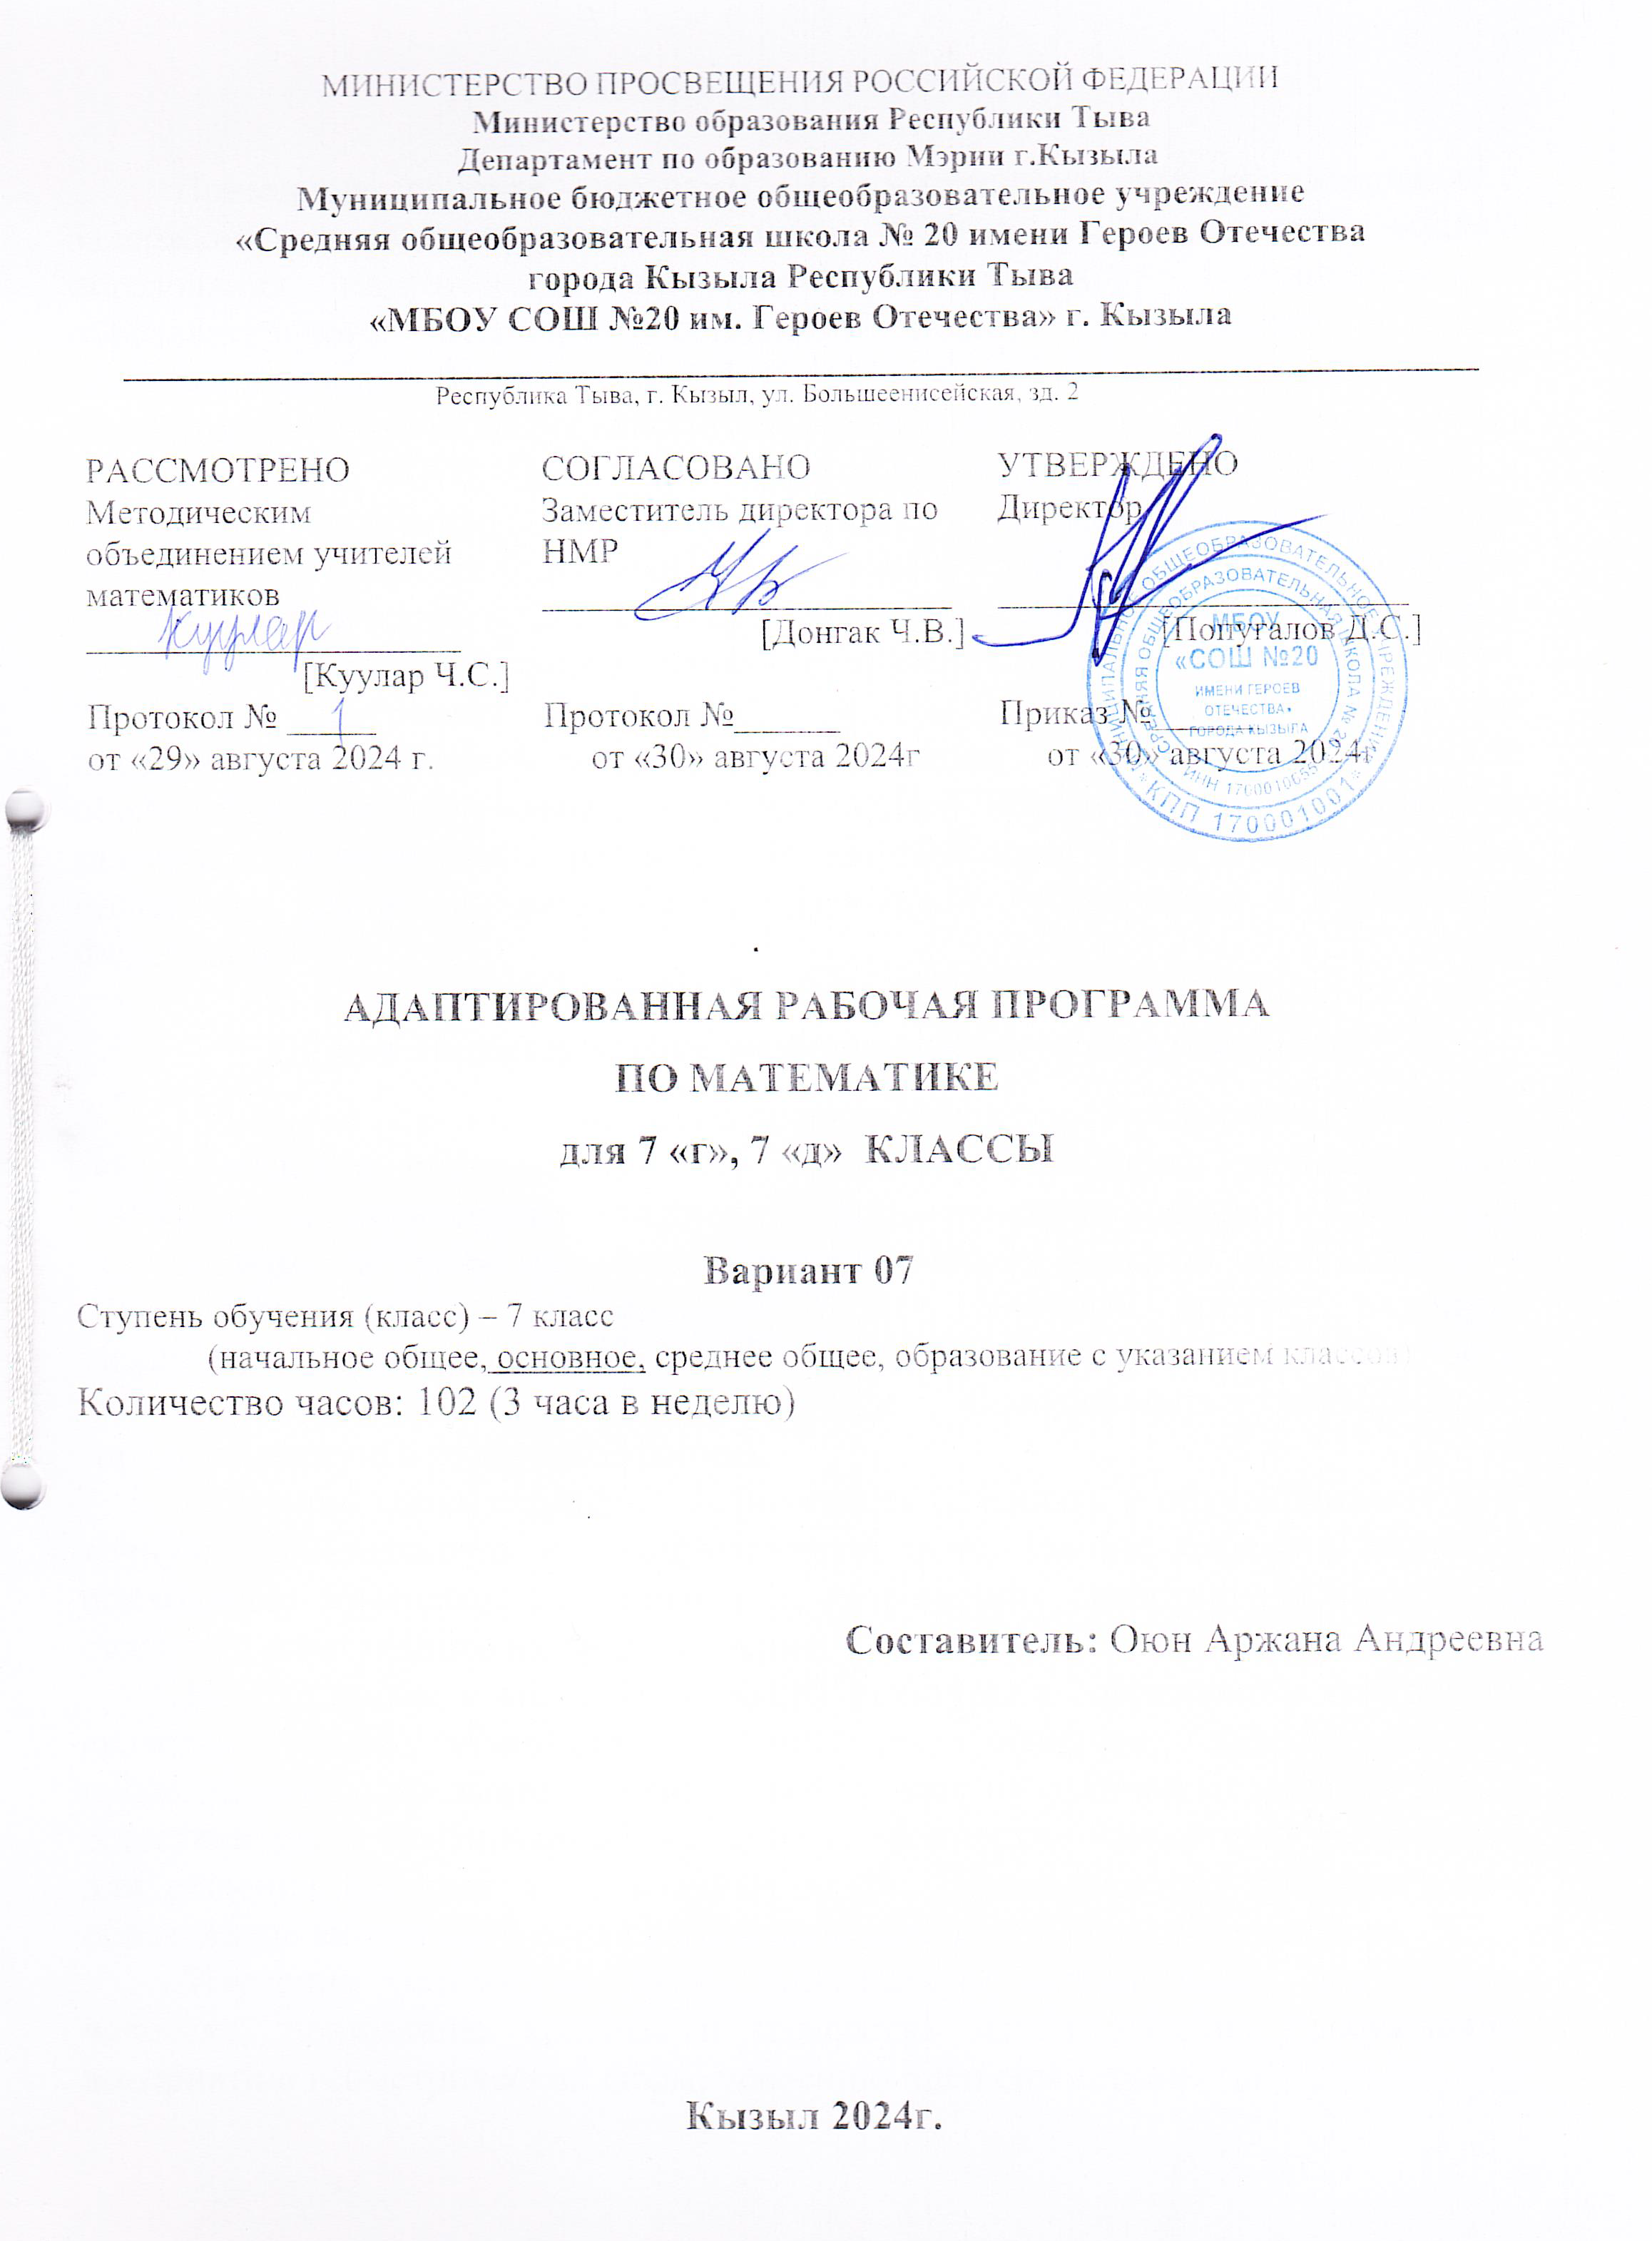 МИНИСТЕРСТВО ПРОСВЕЩЕНИЯ РОССИЙСКОЙ ФЕДЕРАЦИИ
Министерство образования Республики Тыва
Департамент по образованию Мэрии г.Кызыла
Муниципальное бюджетное общеобразовательное учреждение
«Средняя общеобразовательная школа № 20 имени Героев Отечества
города Кызыла Республики Тыва
«МБОУ СОШ №20 им. Героев Отечества» г. Кызыла
Республика Тыва, г. Кызыл, ул. Большеенисейская, зд. 2
РАССМОТРЕНО
Методическим
объединением учителей
математиков
Куулар
[Куулар Ч.С.]
Протокол № 1
от «29» августа 2024 г.
СОГЛАСОВАНО
Заместитель директора по
НМР
[Донгак Ч.В.]
Протокол №______
от «30» августа 2024г
УТВЕРЖДЕНО
Директор
[Попугалов Д.С.]
Приказ №
от «30» августа 2024г
МБОУ
«СОШ №20
ИМЕНИ ГЕРОЕВ
ОТЕЧЕСТВА»
ГОРОДА КЫЗЫЛА
КПП 170001001
АДАПТИРОВАННАЯ РАБОЧАЯ ПРОГРАММА
ПО МАТЕМАТИКЕ
для 7 «г», 7 «д» КЛАССЫ
Вариант 07
Ступень обучения (класс) – 7 класс
(начальное общее, основное, среднее общее, образование с указанием классов)
Количество часов: 102 (3 часа в неделю)
Составитель: Оюн Аржана Андреевна
Кызыл 2024г.